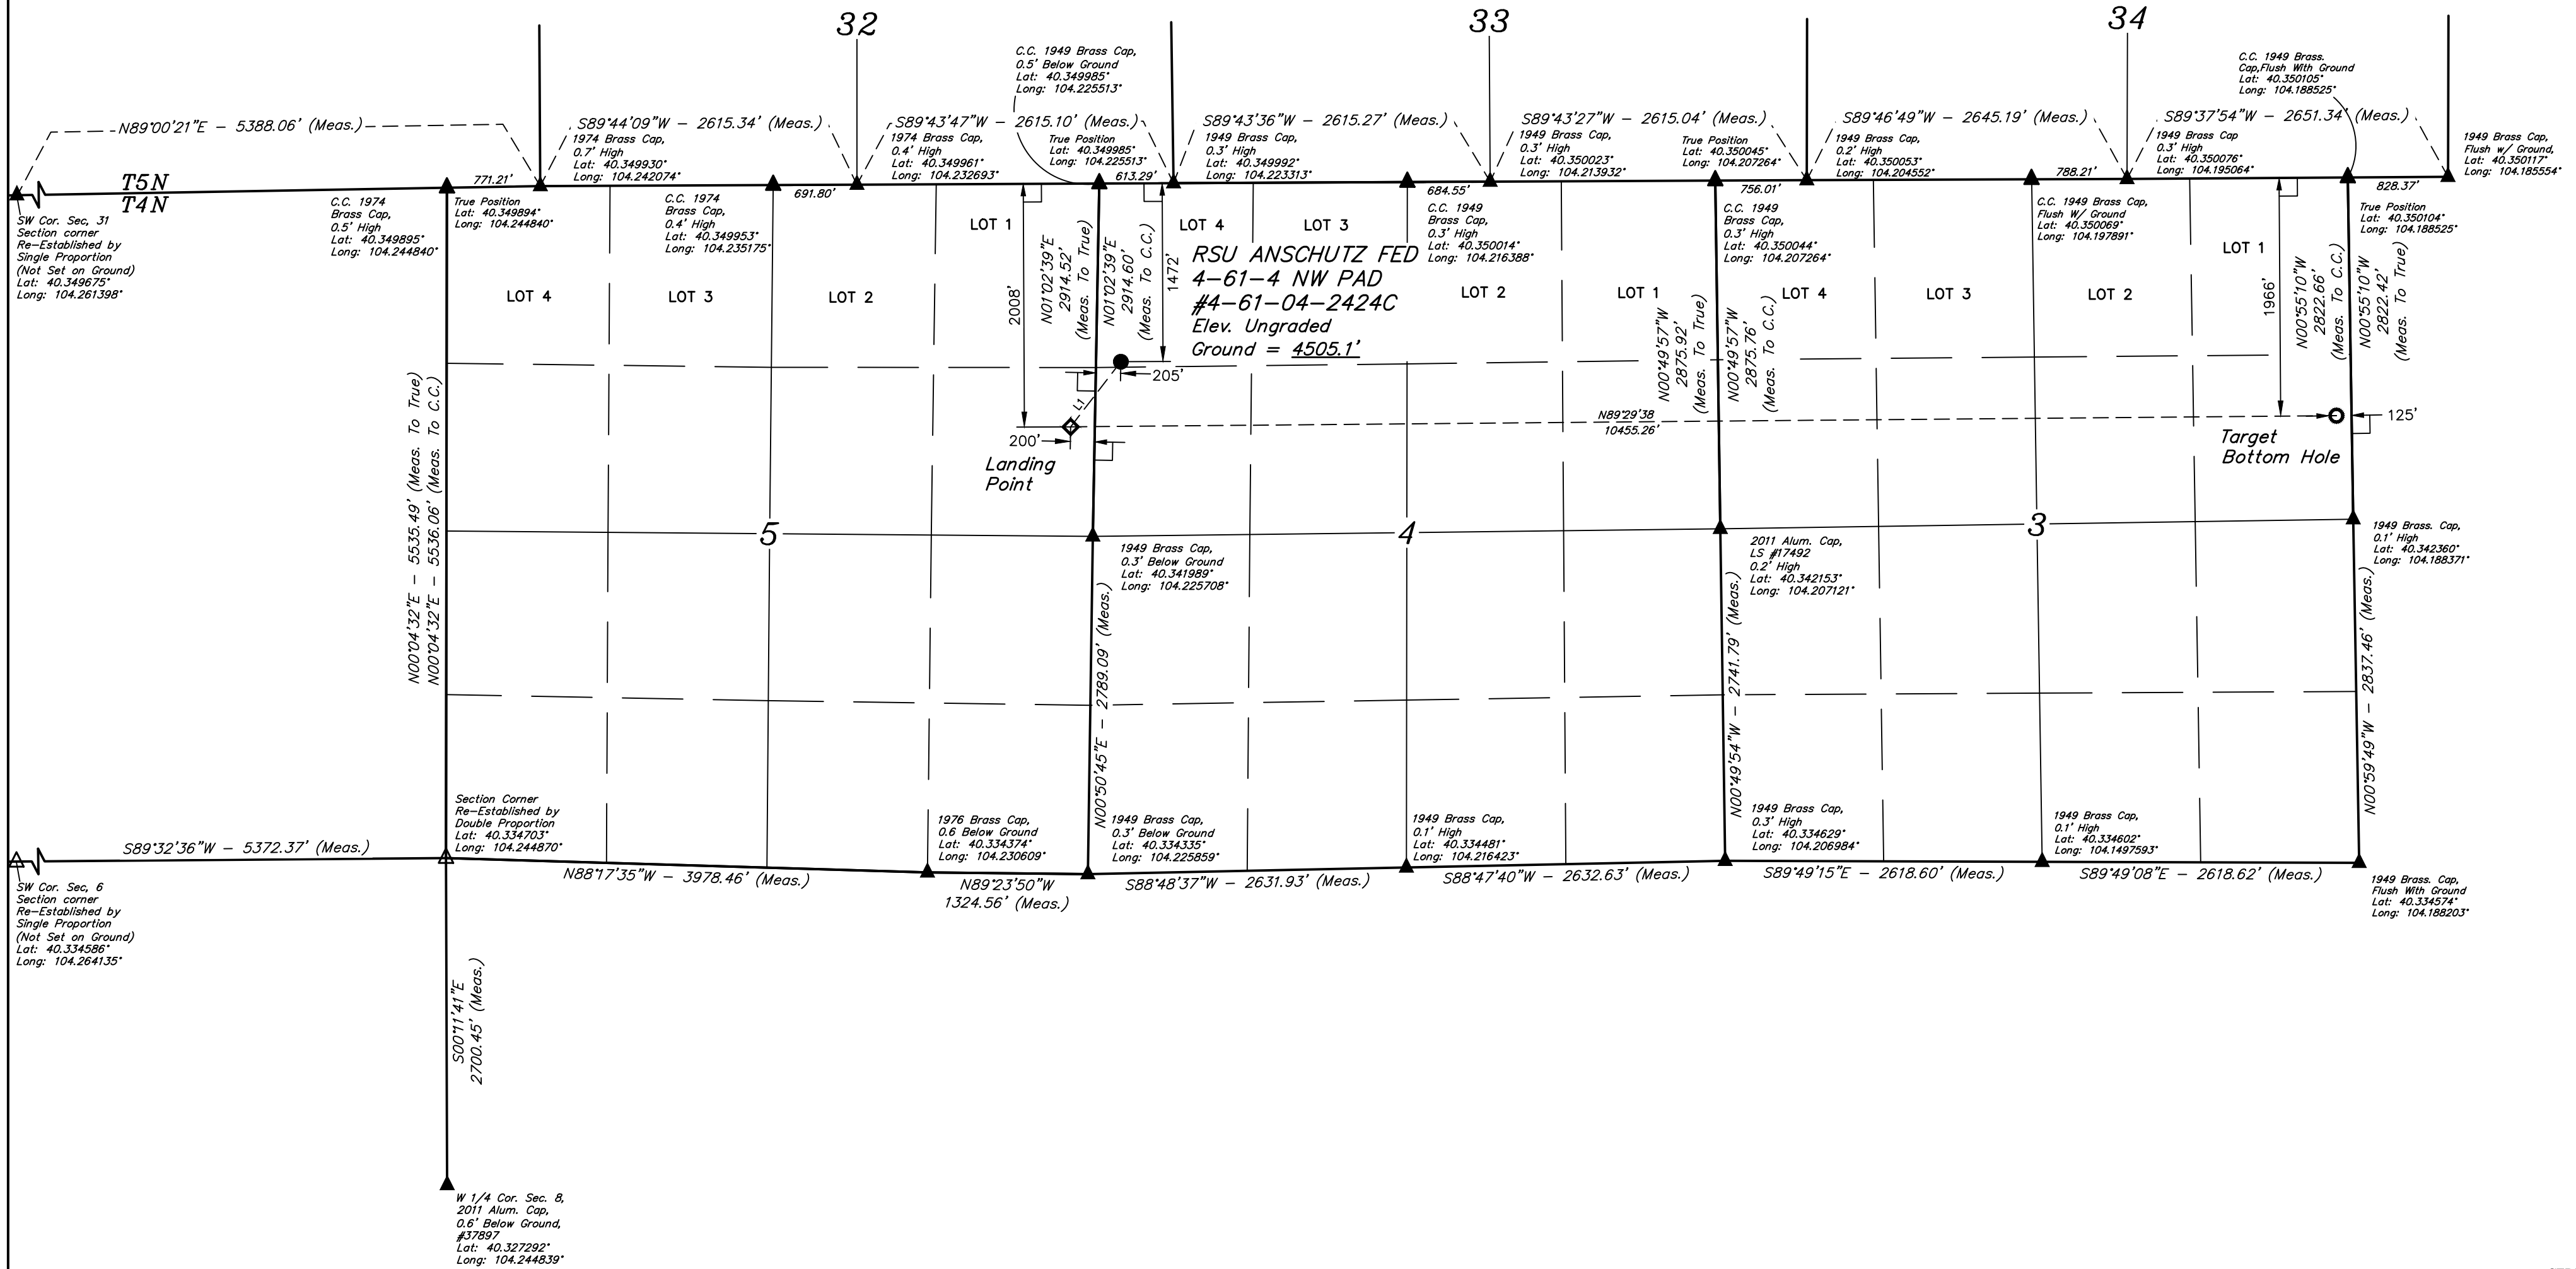 32
33
34
N89°00'21"E – 5388.06' (Meas.)
S89°44'09"W – 2615.34' (Meas.)
S89°43'47"W – 2615.10' (Meas.)
S89°43'36"W – 2615.27' (Meas.)
S89°43'27"W – 2615.04' (Meas.)
S89°46'49"W – 2645.19' (Meas.)
S89°37'54"W – 2651.34' (Meas.)
C.C. 1949 Brass Cap,
0.5' Below Ground
Lat: 40.349985°
Long: 104.225513°
C.C. 1949 Brass.
Cap,Flush With Ground
Lat: 40.350105°
Long: 104.188525°
1974 Brass Cap,
0.7' High
Lat: 40.349930°
Long: 104.242074°
1974 Brass Cap,
0.4' High
Lat: 40.349961°
Long: 104.232693°
True Position
Lat: 40.349985°
Long: 104.225513°
1949 Brass Cap,
0.3' High
Lat: 40.349992°
Long: 104.223313°
1949 Brass Cap,
0.3' High
Lat: 40.350023°
Long: 104.213932°
True Position
Lat: 40.350045°
Long: 104.207264°
1949 Brass Cap,
0.2' High
Lat: 40.350053°
Long: 104.204552°
1949 Brass Cap
0.3' High
Lat: 40.350076°
Long: 104.195064°
1949 Brass Cap,
Flush w/ Ground,
Lat: 40.350117°
Long: 104.185554°
T5N
T4N
771.21'
691.80'
613.29'
684.55'
756.01'
788.21'
828.37'
SW Cor. Sec, 31
Section corner
Re–Established by
Single Proportion
(Not Set on Ground)
Lat: 40.349675°
Long: 104.261398°
C.C. 1974
Brass Cap,
0.5' High
Lat: 40.349895°
Long: 104.244840°
True Position
Lat: 40.349894°
Long: 104.244840°
C.C. 1974
Brass Cap,
0.4' High
Lat: 40.349953°
Long: 104.235175°
C.C. 1949
Brass Cap,
0.3' High
Lat: 40.350014°
Long: 104.216388°
C.C. 1949
Brass Cap,
0.3' High
Lat: 40.350044°
Long: 104.207264°
C.C. 1949 Brass Cap,
Flush W/ Ground
Lat: 40.350069°
Long: 104.197891°
True Position
Lat: 40.350104°
Long: 104.188525°
LOT 4
LOT 3
LOT 2
LOT 1
LOT 4
LOT 3
LOT 2
LOT 1
LOT 4
LOT 3
LOT 2
LOT 1
RSU ANSCHUTZ FED
4–61–4 NW PAD
#4–61–04–2424C
Elev. Ungraded
Ground = 4505.1'
2008'
N01°02'39"E
2914.52'
(Meas. To True)
N01°02'39"E
2914.60'
(Meas. To C.C.)
1472'
N00°49'57"W
2875.92'
(Meas. To True)
N00°49'57"W
2875.76'
(Meas. To C.C.)
1966'
N00°55'10"W
2822.66'
(Meas. To C.C.)
N00°55'10"W
2822.42'
(Meas. To True)
205'
L1
200'
Landing
Point
N89°29'38
10455.26'
125'
Target
Bottom Hole
N00°04'32"E – 5535.49' (Meas. To True)
N00°04'32"E – 5536.06' (Meas. To C.C.)
5
4
3
1949 Brass Cap,
0.3' Below Ground
Lat: 40.341989°
Long: 104.225708°
2011 Alum. Cap,
LS #17492
0.2' High
Lat: 40.342153°
Long: 104.207121°
1949 Brass. Cap,
0.1' High
Lat: 40.342360°
Long: 104.188371°
N00°50'45"E – 2789.09' (Meas.)
N00°49'54"W – 2741.79' (Meas.)
N00°59'49"W – 2837.46' (Meas.)
Section Corner
Re–Established by
Double Proportion
Lat: 40.334703°
Long: 104.244870°
1976 Brass Cap,
0.6 Below Ground
Lat: 40.334374°
Long: 104.230609°
1949 Brass Cap,
0.3' Below Ground
Lat: 40.334335°
Long: 104.225859°
1949 Brass Cap,
0.1' High
Lat: 40.334481°
Long: 104.216423°
1949 Brass Cap,
0.3' High
Lat: 40.334629°
Long: 104.206984°
1949 Brass Cap,
0.1' High
Lat: 40.334602°
Long: 104.1497593°
1949 Brass. Cap,
Flush With Ground
Lat: 40.334574°
Long: 104.188203°
S89°32'36"W – 5372.37' (Meas.)
N88°17'35"W – 3978.46' (Meas.)
N89°23'50"W
1324.56' (Meas.)
S88°48'37"W – 2631.93' (Meas.)
S88°47'40"W – 2632.63' (Meas.)
S89°49'15"E – 2618.60' (Meas.)
S89°49'08"E – 2618.62' (Meas.)
SW Cor. Sec, 6
Section corner
Re–Established by
Single Proportion
(Not Set on Ground)
Lat: 40.334586°
Long: 104.264135°
S00°11'41"E
2700.45' (Meas.)
W 1/4 Cor. Sec. 8,
2011 Alum. Cap,
0.6' Below Ground,
#37897
Lat: 40.327292°
Long: 104.244839°